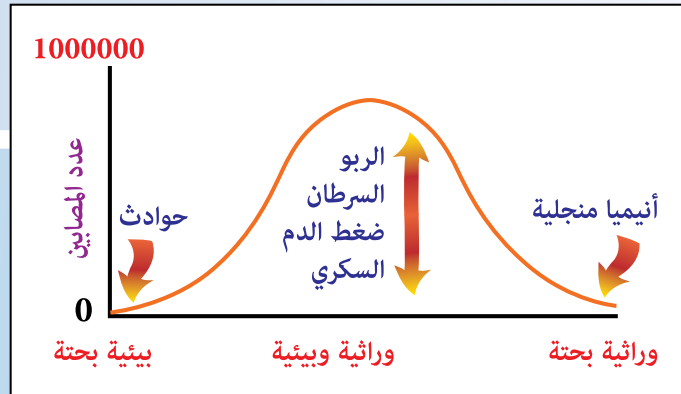 1000000
عدد المصابين
0
حوادث
الربو
السرطان
ضغط الدم
السكري
أنيميا منجلية
بيئية بحتة
وراثية وبيئية
وراثية بحتة